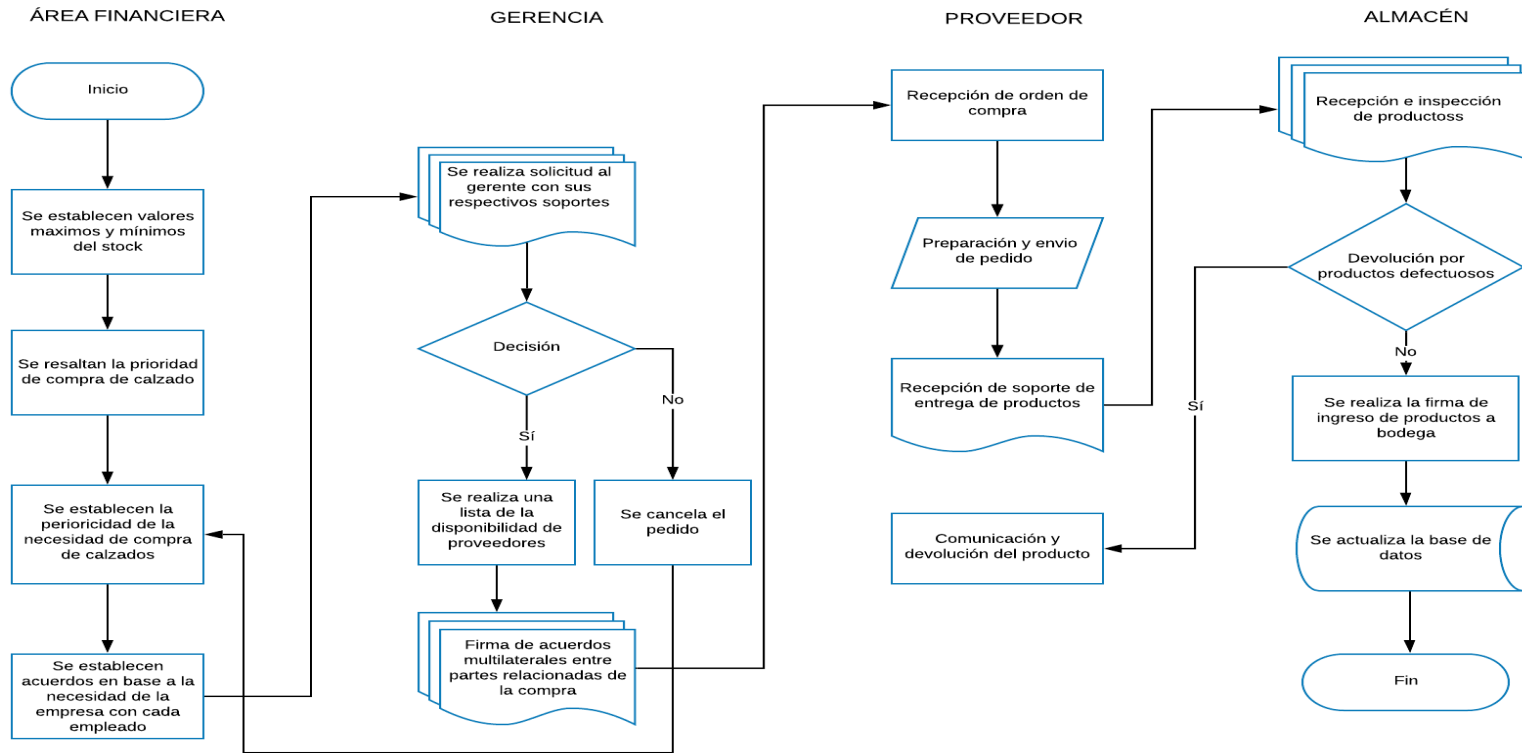 ÁREA FINANCIERA
Inicio
Se establecen valores
maximos y mínimos
del stock
Se resaltan la prioridad
de compra de calzado
Se establecen la
perioricidad de la
necesidad de compra
de calzados
Se establecen
acuerdos en base a la
necesidad de la
empresa con cada
empleado
GERENCIA
Se realiza solicitud al
gerente con sus
respectivos soportes
Decisión
Sí
No
Se realiza una
lista de la
disponibilidad de
proveedores
Se cancela el
pedido
Firma de acuerdos
multilaterales entre
partes relacionadas de
la compra
PROVEEDOR
Recepción de orden de
compra
Preparación y envio
de pedido
Recepción de soporte de
entrega de productos
Comunicación y
devolución del producto
ALMACÉN
Recepción e inspección
de productoss
Devolución por
productos defectuosos
Sí
No
Se realiza la firma de
ingreso de productos a
bodega
Se actualiza la base de
datos
Fin